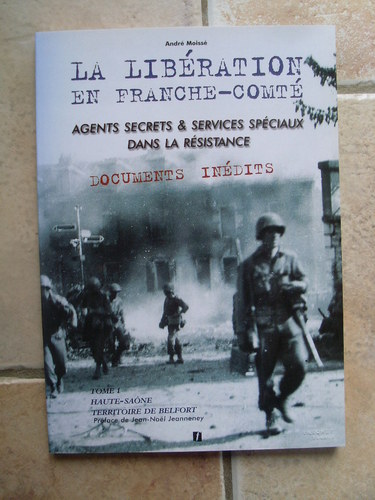 André Moissé
LA LIBÉRATION
EN FRANCHE-COMTÉ
AGENTS SECRETS & SERVICES SPÉCIAUX
DANS LA RÉSISTANCE
DOCUMENTS INÉDITS
TOME I
HAUTE-SAÔNE
TERRITOIRE DE BELFORT
Préface de Jean-Noël Jeanneney